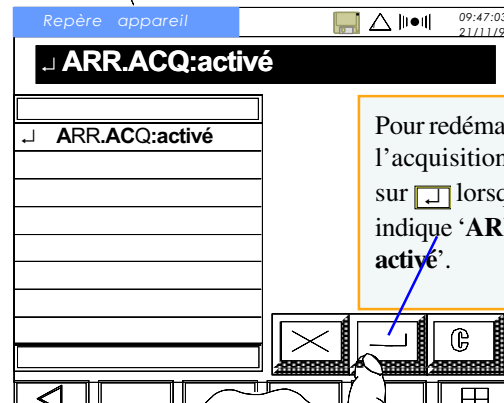 Repère appareil
09:47:03
21/11/9
↵ ARR.ACQ:activé
↵ ARR.ACQ:activé
Pour redéma
l'acquisition
sur ↵ lorsq
indique ‘AR
activé’.
C